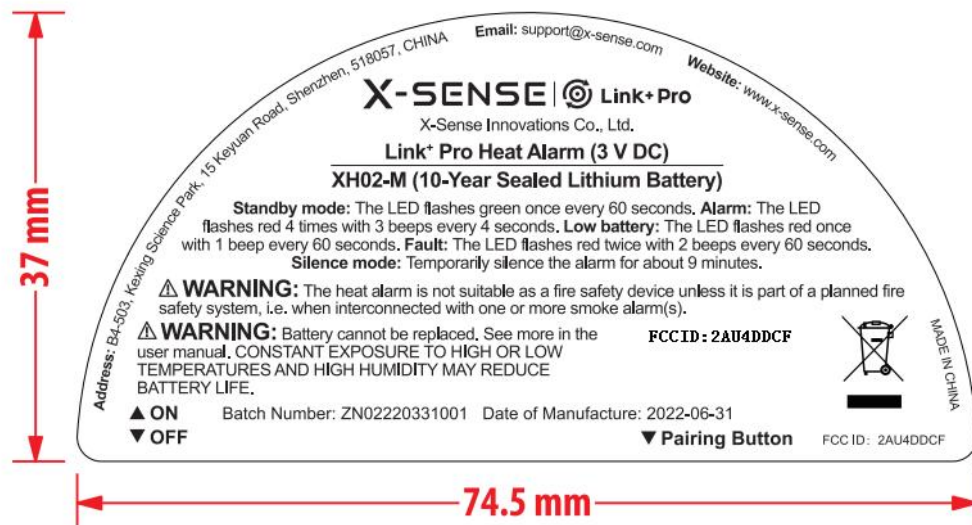 Address: B4-503, Kexing Science Park, 15 Keyuan Road, Shenzhen, 518057, CHINA
Email: support@x-sense.com
Website: www.x-sense.com
X-SENSE Link+Pro
X-Sense Innovations Co., Ltd.
Link+ Pro Heat Alarm (3 V DC)
XH02-M (10-Year Sealed Lithium Battery)
Standby mode: The LED flashes green once every 60 seconds. Alarm: The LED
flashes red 4 times with 3 beeps every 4 seconds. Low battery: The LED flashes red once
with 1 beep every 60 seconds. Fault: The LED flashes red twice with 2 beeps every 60 seconds.
Silence mode: Temporarily silence the alarm for about 9 minutes.
⚠ WARNING: The heat alarm is not suitable as a fire safety device unless it is part of a planned fire
safety system, i.e. when interconnected with one or more smoke alarm(s).
⚠ WARNING: Battery cannot be replaced. See more in the
user manual. CONSTANT EXPOSURE TO HIGH OR LOW
TEMPERATURES AND HIGH HUMIDITY MAY REDUCE
BATTERY LIFE.
FCCID:2AU4DDCF
MADE IN CHINA
▲ ON
Batch Number: ZN02220331001 Date of Manufacture: 2022-06-31
▼ OFF
▼ Pairing Button
FCC ID: 2AU4DDCF
37 mm
74.5 mm